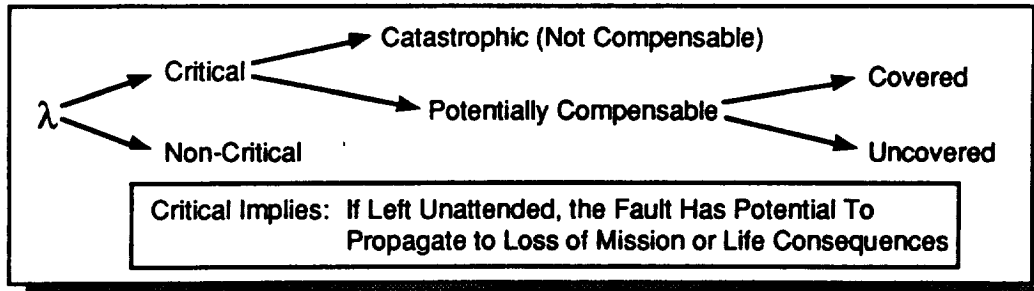 Catastrophic (Not Compensable)
Critical
Covered
λ
Potentially Compensable
Non-Critical
Uncovered
Critical Implies: If Left Unattended, the Fault Has Potential To
Propagate to Loss of Mission or Life Consequences